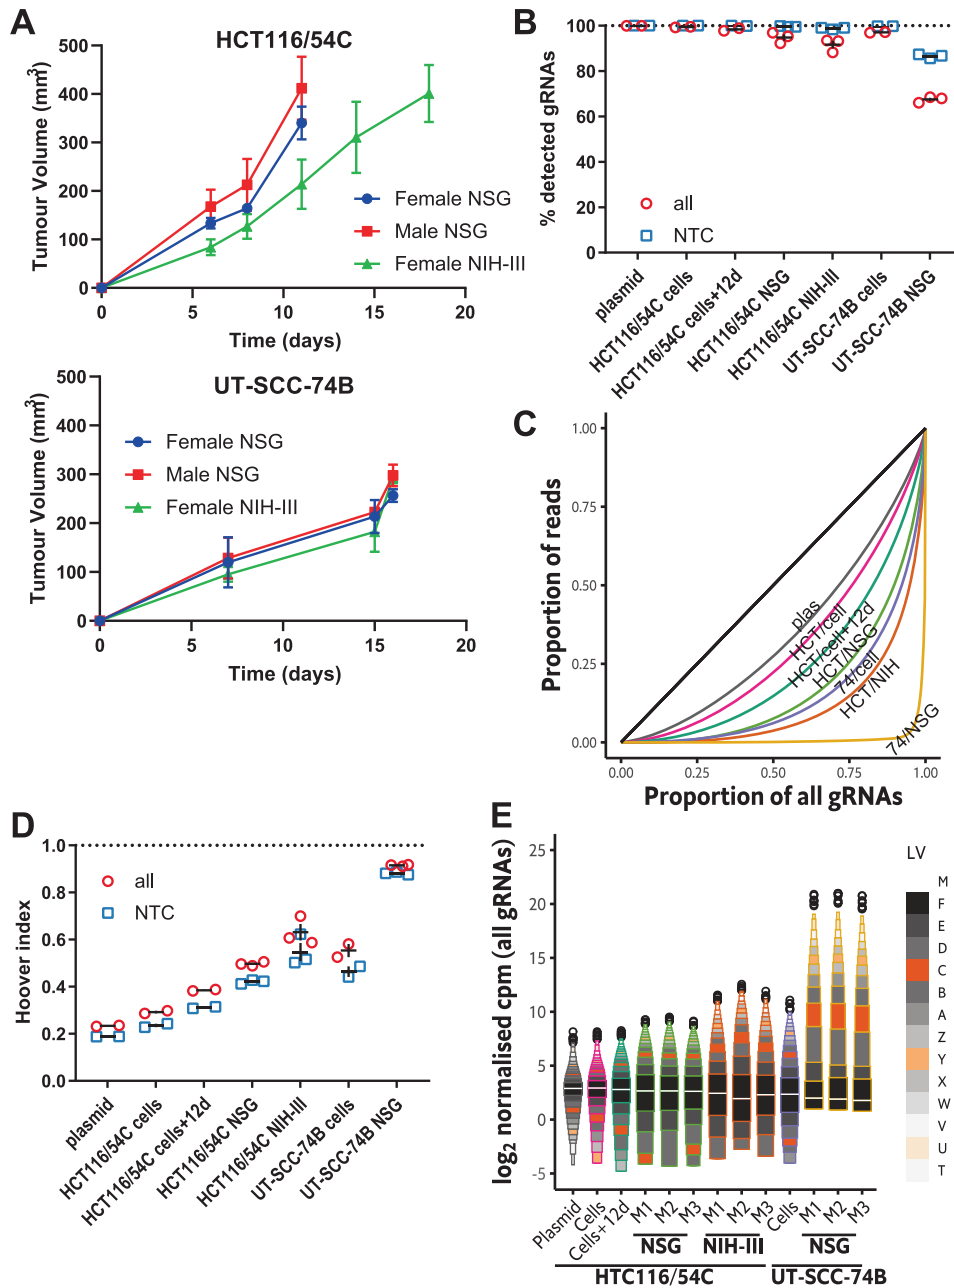 A
HCT116/54C
500
400
300
200
100
0
0
5
10
15
20
Tumour Volume (mm³)
Time (days)
Female NSG
Male NSG
Female NIH-III
UT-SCC-74B
500
400
300
200
100
0
0
5
10
15
20
Tumour Volume (mm³)
Time (days)
Female NSG
Male NSG
Female NIH-III
B
100
80
60
40
20
0
% detected gRNAs
all
NTC
plasmid
HCT116/54C cells
HCT116/54C cells+12d
HCT116/54C NSG
HCT116/54C NIH-III
UT-SCC-74B cells
UT-SCC-74B NSG
C
1.00
0.75
0.50
0.25
0.00
0.00
0.25
0.50
0.75
1.00
Proportion of reads
Proportion of all gRNAs
plas
HCT/cell
HCT/cell+12d
HCT/NSG
74/cell
HCT/NIH
74/NSG
D
1.0
0.8
0.6
0.4
0.2
0.0
Hoover index
all
NTC
plasmid
HCT116/54C cells
HCT116/54C cells+12d
HCT116/54C NSG
HCT116/54C NIH-III
UT-SCC-74B cells
UT-SCC-74B NSG
E
25
20
15
10
5
0
-5
log₂ normalised cpm (all gRNAs)
Plasmid
Cells
Cells+12d
M1
M2
M3
M1
M2
M3
Cells
M1
M2
M3
NSG
NIH-III
NSG
HTC116/54C
UT-SCC-74B
LV
M
F
E
D
C
B
A
Z
Y
X
W
V
U
T